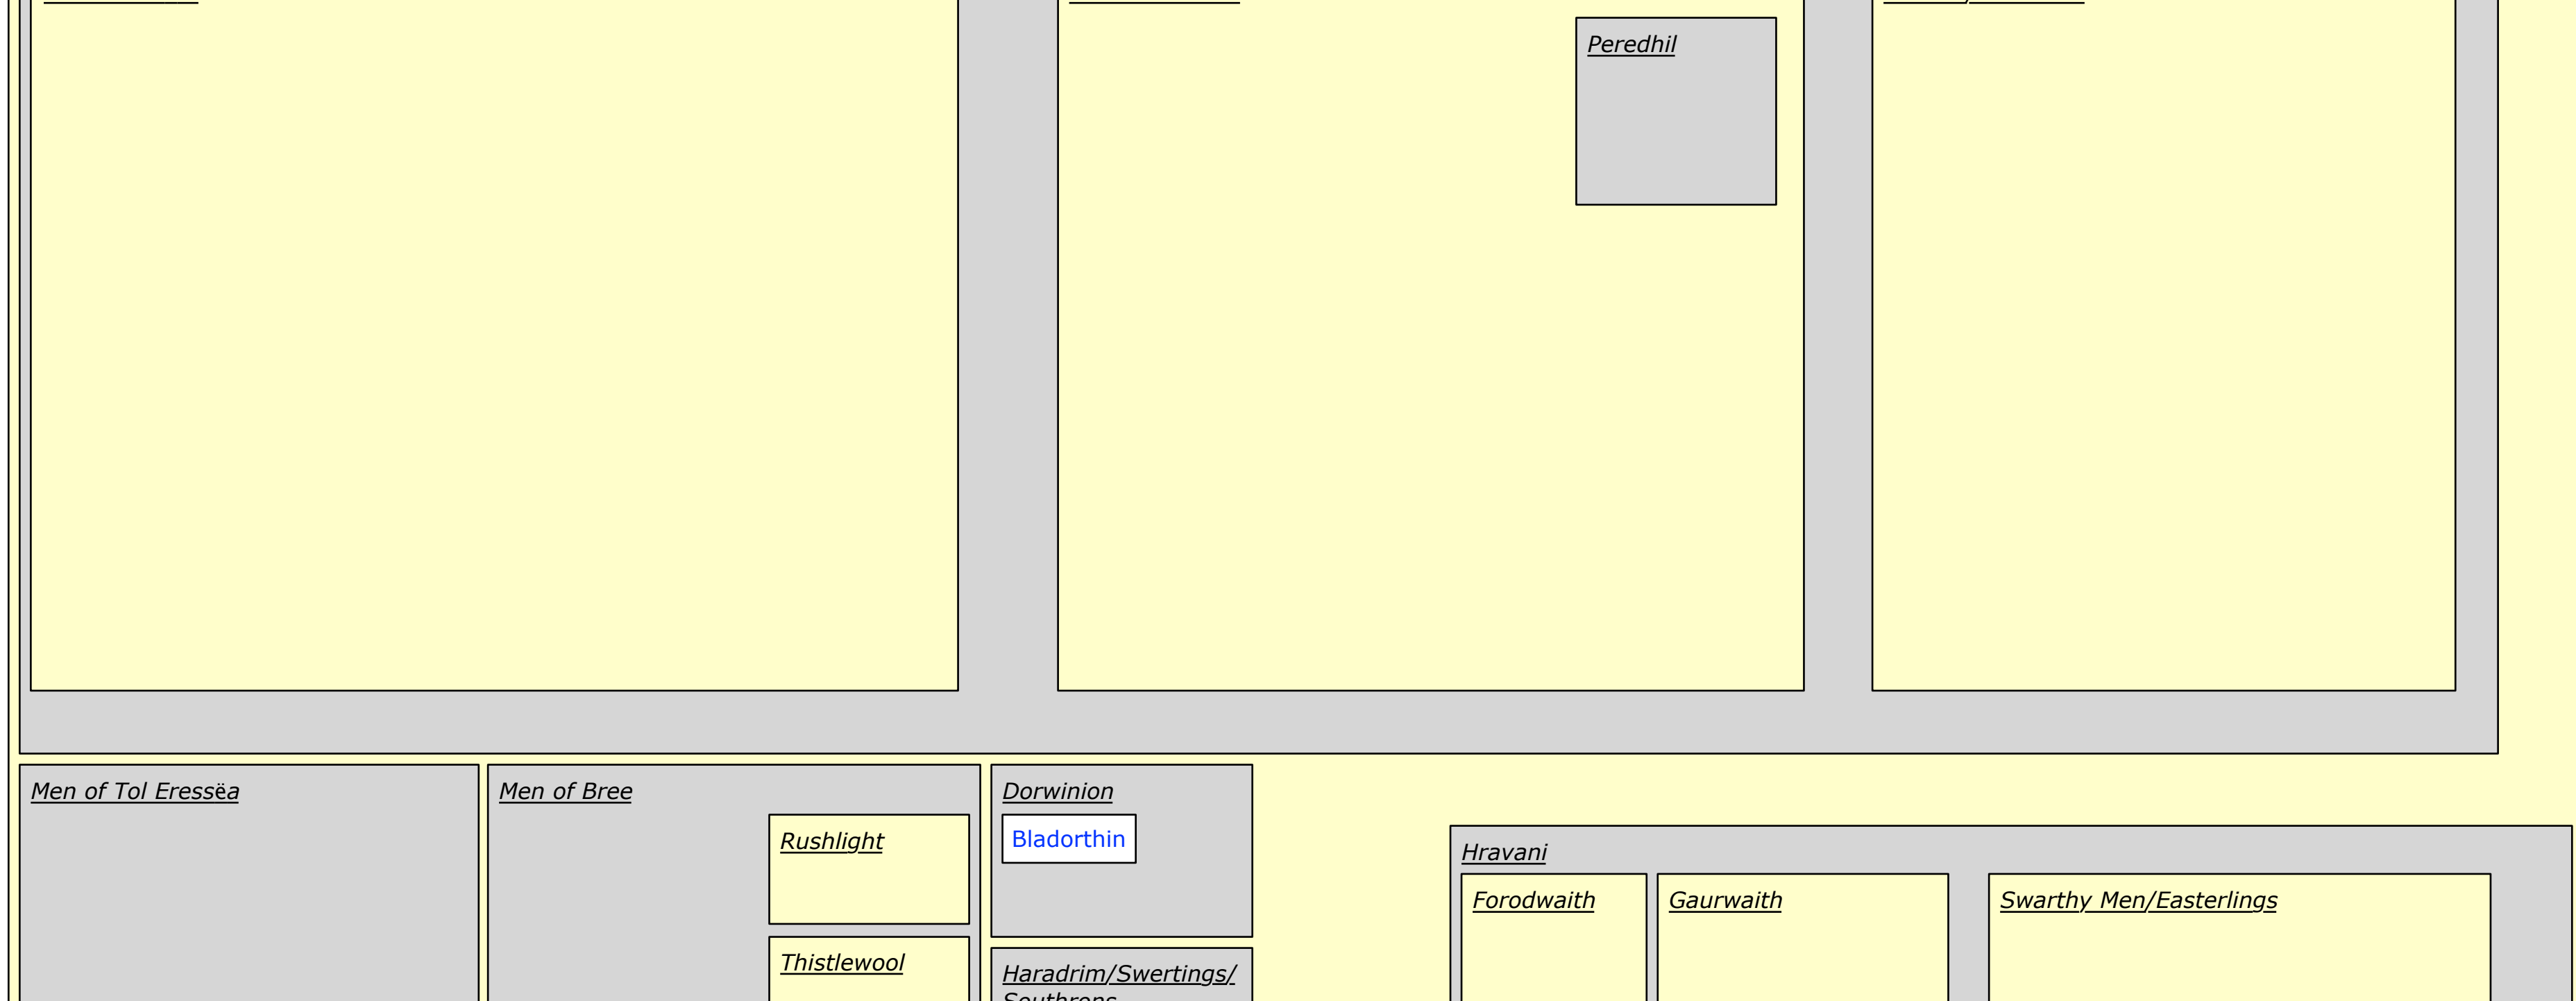 Peredhil
Men of Tol Eressëa
Men of Bree
Rushlight
Thistlewool
Dorwinion
Bladorthin
Haradrim/Swertings/
Southrons
Hravani
Forodwaith
Gaurwaith
Swarthy Men/Easterlings